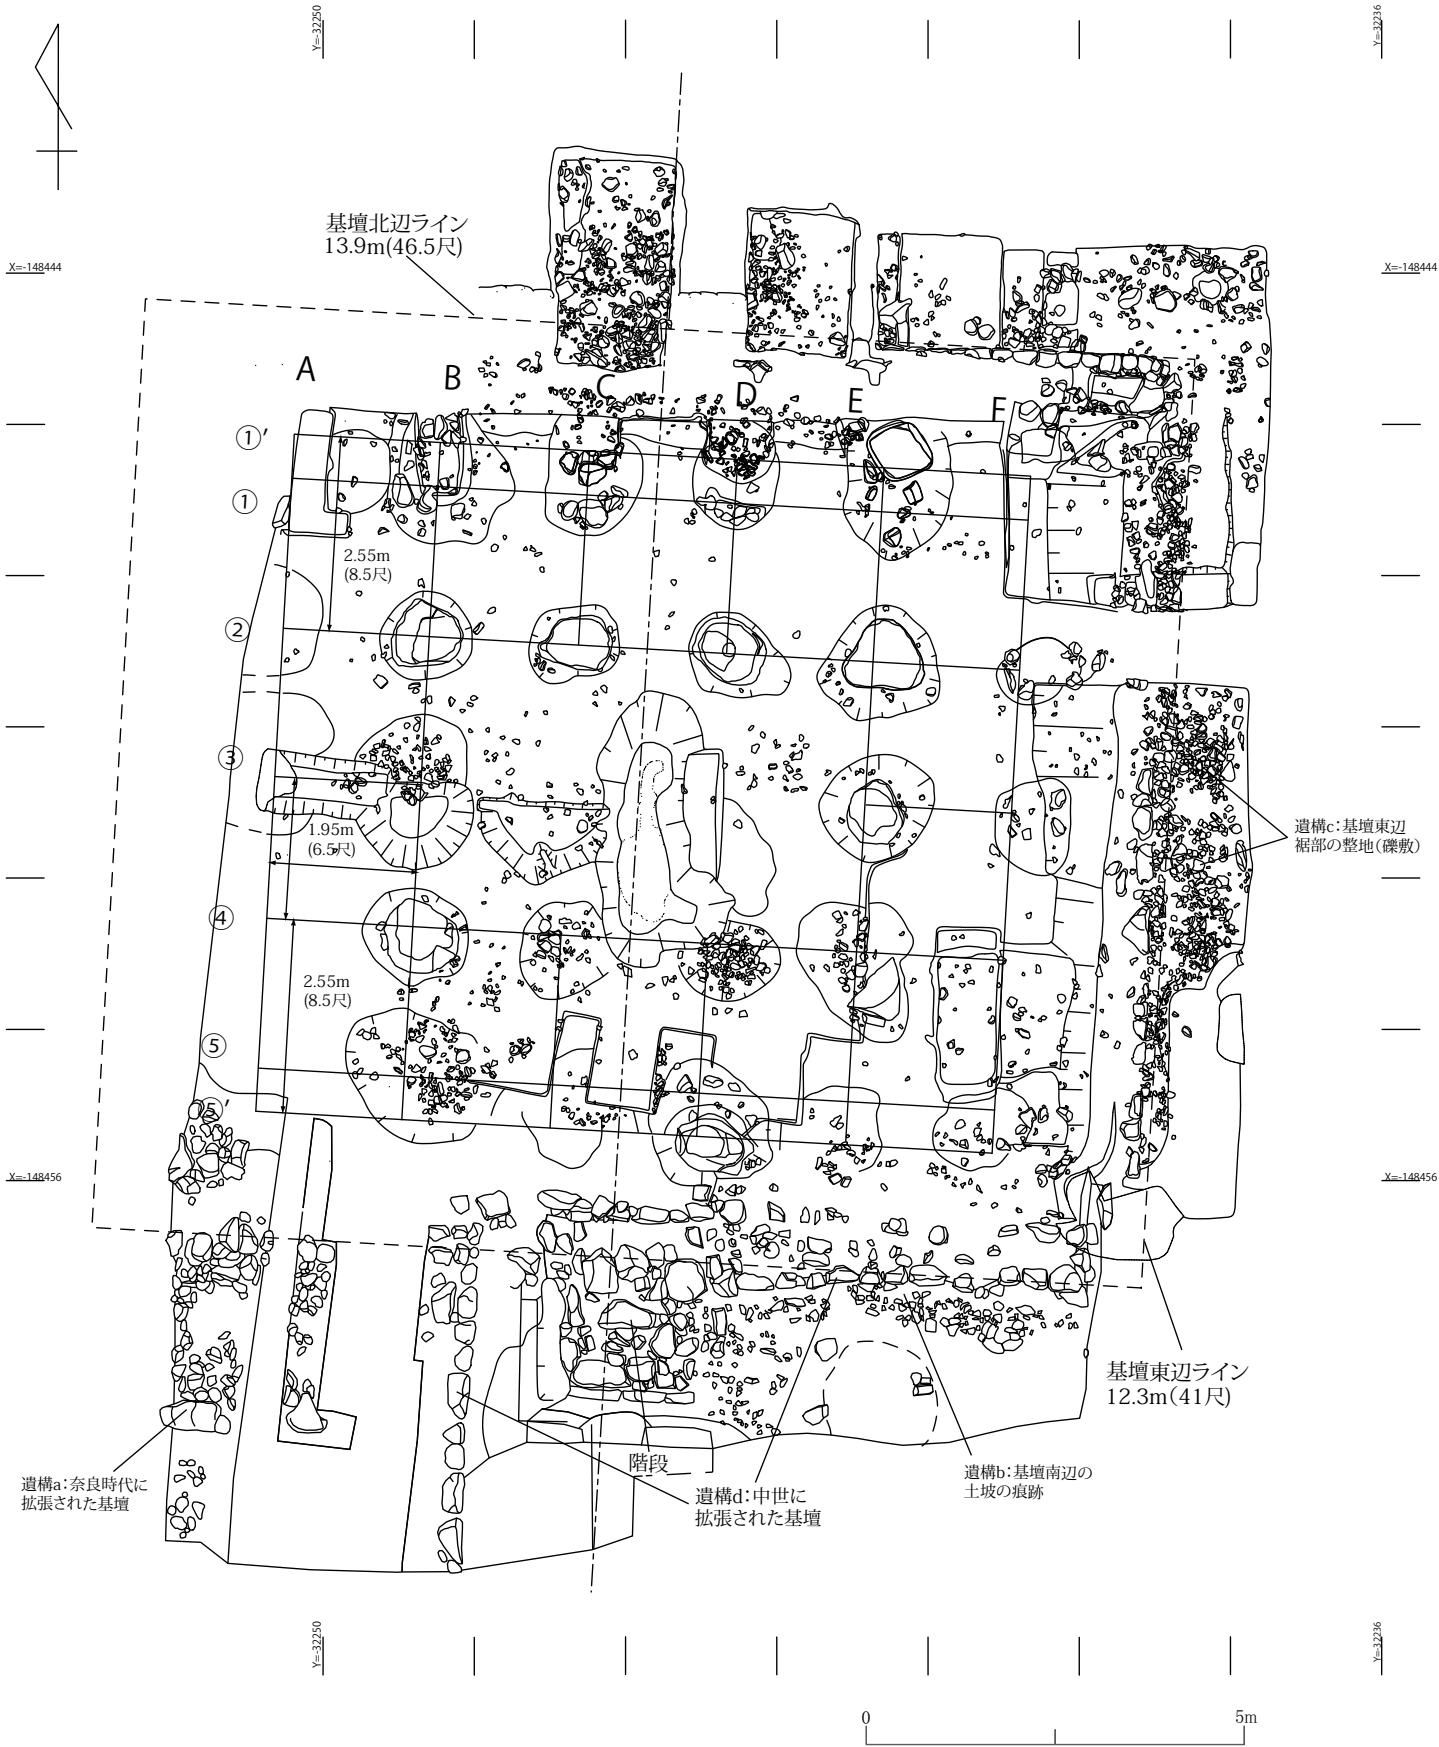 Y=-32250
Y=-32236
基壇北辺ライン
13.9m(46.5尺)
X=-148444
X=-148444
A
B
C
D
E
F
①′
①
2.55m
(8.5尺)
②
③
1.95m
(6.5尺)
遺構c:基壇東辺
裾部の整地(礫敷)
④
2.55m
(8.5尺)
⑤
⑤′
X=-148456
X=-148456
基壇東辺ライン
12.3m(41尺)
階段
遺構a:奈良時代に
拡張された基壇
遺構d:中世に
拡張された基壇
遺構b:基壇南辺の
土坡の痕跡
Y=-32250
Y=-32236
0
5m